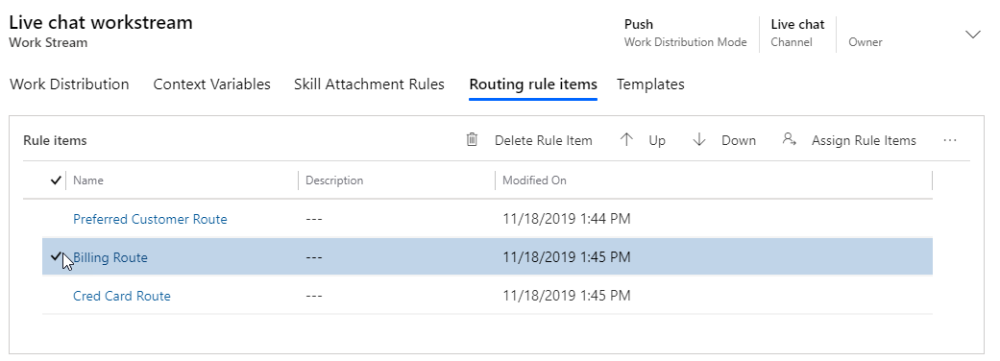 Live chat workstream
Work Stream
Push
Work Distribution Mode
Live chat
Channel
Owner
Work Distribution Context Variables Skill Attachment Rules Routing rule items Templates
Rule items
Delete Rule Item Up Down Assign Rule Items ...
Name Description Modified On
Preferred Customer Route --- 11/18/2019 1:44 PM
Billing Route --- 11/18/2019 1:45 PM
Cred Card Route --- 11/18/2019 1:45 PM